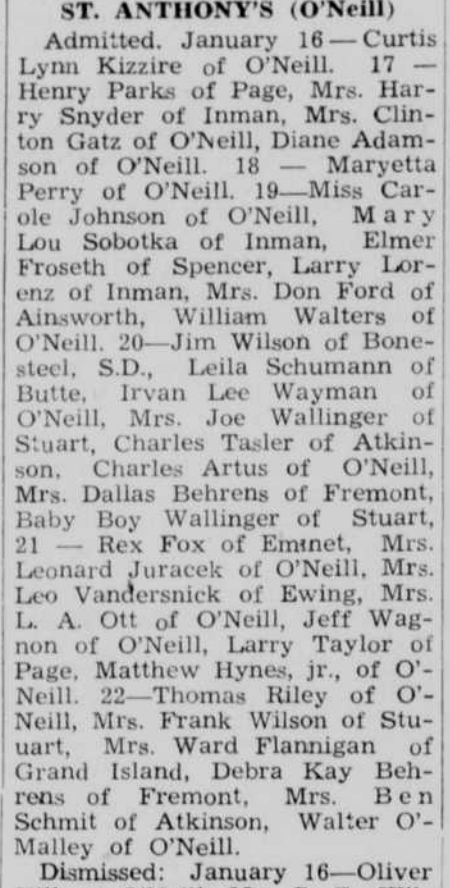 ST. ANTHONY'S (O'Neill)
Admitted. January 16 — Curtis
Lynn Kizzire of O'Neill. 17 —
Henry Parks of Page, Mrs. Har-
ry Snyder of Inman, Mrs. Clin-
ton Gatz of O'Neill, Diane Adam-
son of O'Neill. 18 — Maryetta
Perry of O'Neill. 19—Miss Car-
ole Johnson of O'Neill, Mary
Lou Sobotka of Inman, Elmer
Froseth of Spencer, Larry Lor-
enz of Inman, Mrs. Don Ford of
Ainsworth, William Walters of
O'Neill. 20—Jim Wilson of Bone-
steel, S.D., Leila Schumann of
Butte, Irvan Lee Wayman of
O'Neill, Mrs. Joe Wallinger of
Stuart, Charles Tasler of Atkin-
son, Charles Artus of O'Neill,
Mrs. Dallas Behrens of Fremont,
Baby Boy Wallinger of Stuart,
21 — Rex Fox of Emmet, Mrs.
Leonard Juracek of O'Neill, Mrs.
Leo Vandersnick of Ewing, Mrs.
L. A. Ott of O'Neill, Jeff Wag-
non of O'Neill, Larry Taylor of
Page, Matthew Hynes, jr., of O'-
Neill. 22—Thomas Riley of O'-
Neill, Mrs. Frank Wilson of Stu-
uart, Mrs. Ward Flannigan of
Grand Island, Debra Kay Beh-
rens of Fremont, Mrs. Ben
Schmit of Atkinson, Walter O'-
Malley of O'Neill.
Dismissed: January 16—Oliver